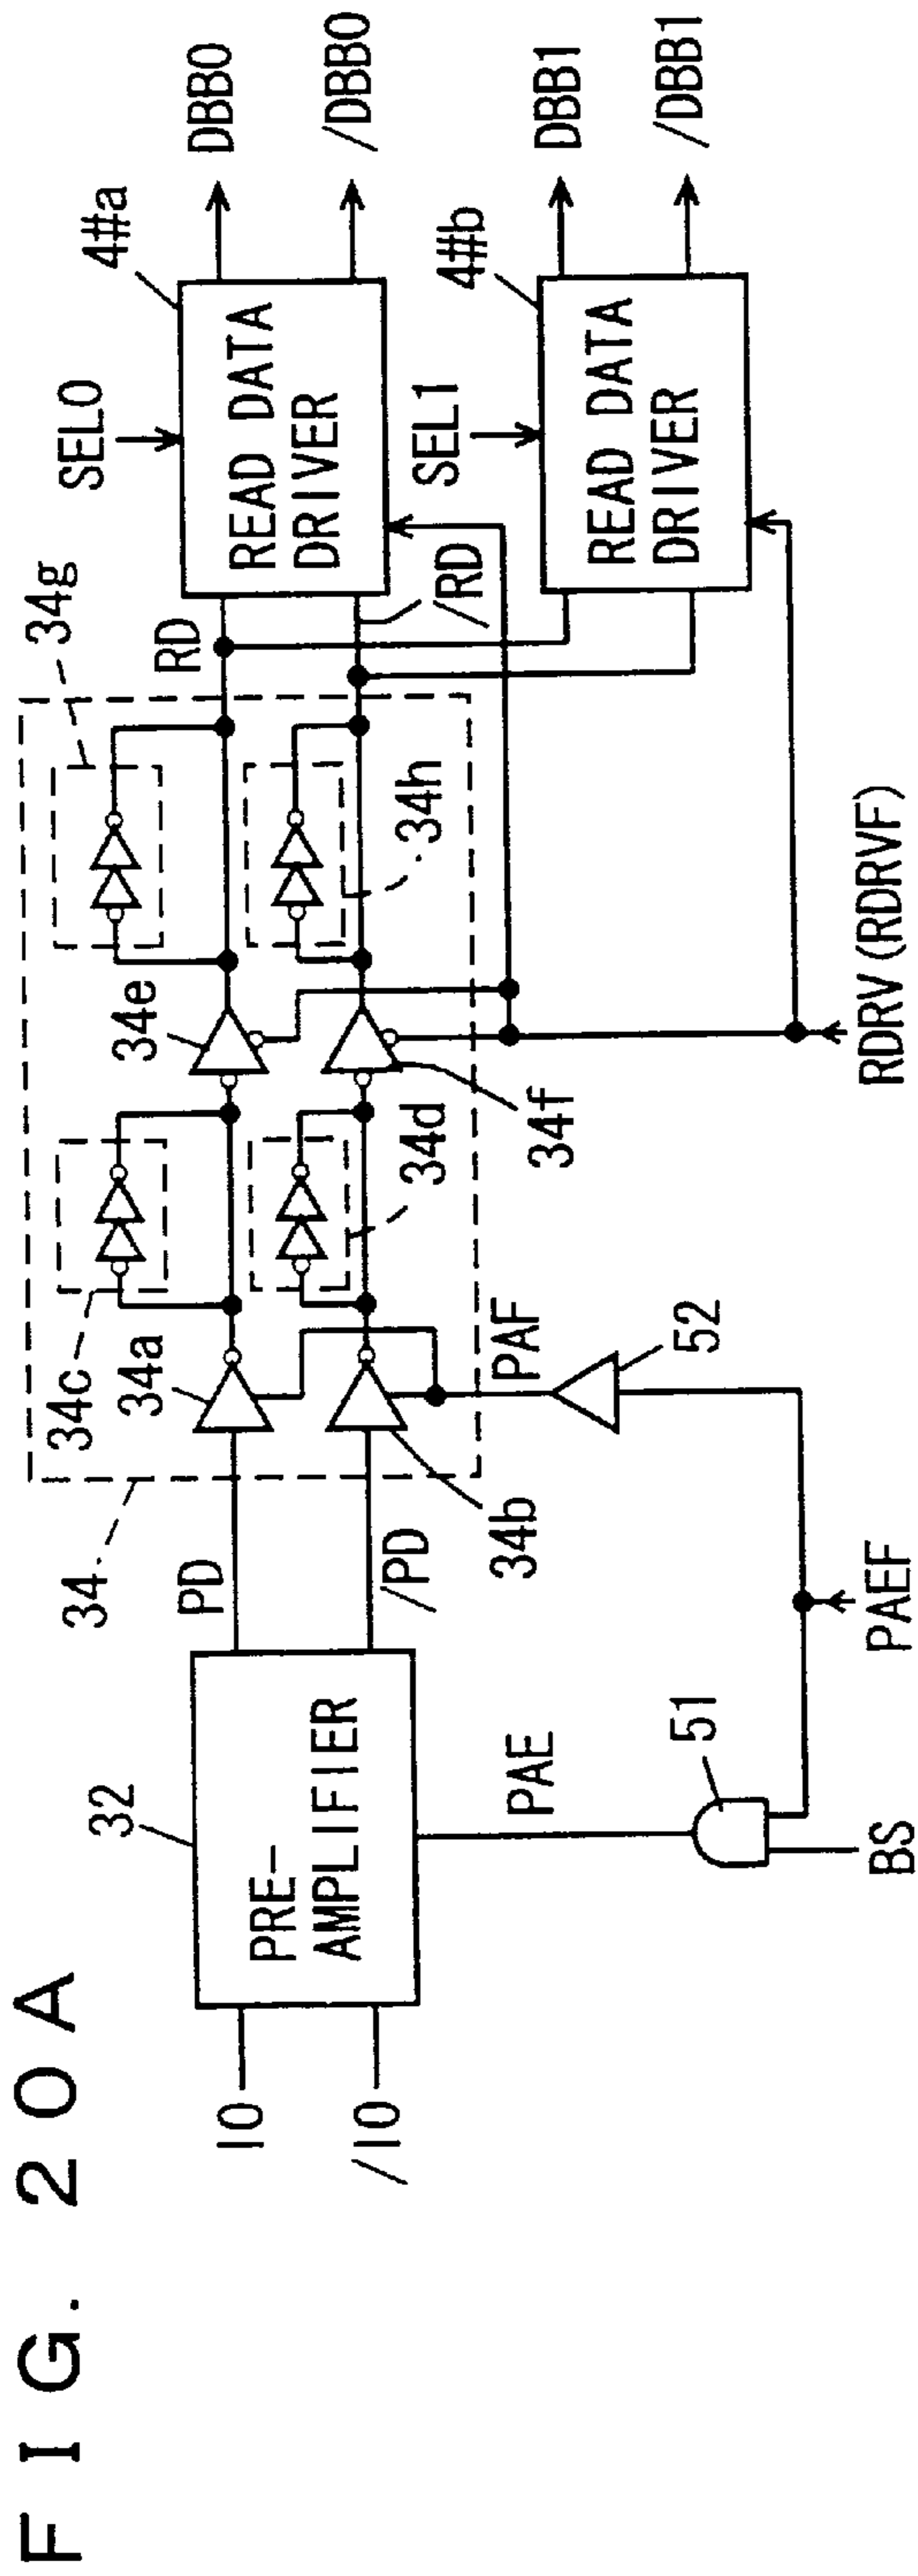 FIG. 20A
IO
/IO
32
PRE-
AMPLIFIER
PAE
51
BS
PAEF
PD
/PD
34
34a
34b
34c
34d
PAF
52
34e
34f
34g
34h
RD
/RD
RDRV (RDRVF)
SEL0
4#a
READ DATA
DRIVER
DBB0
/DBB0
SEL1
4#b
READ DATA
DRIVER
DBB1
/DBB1